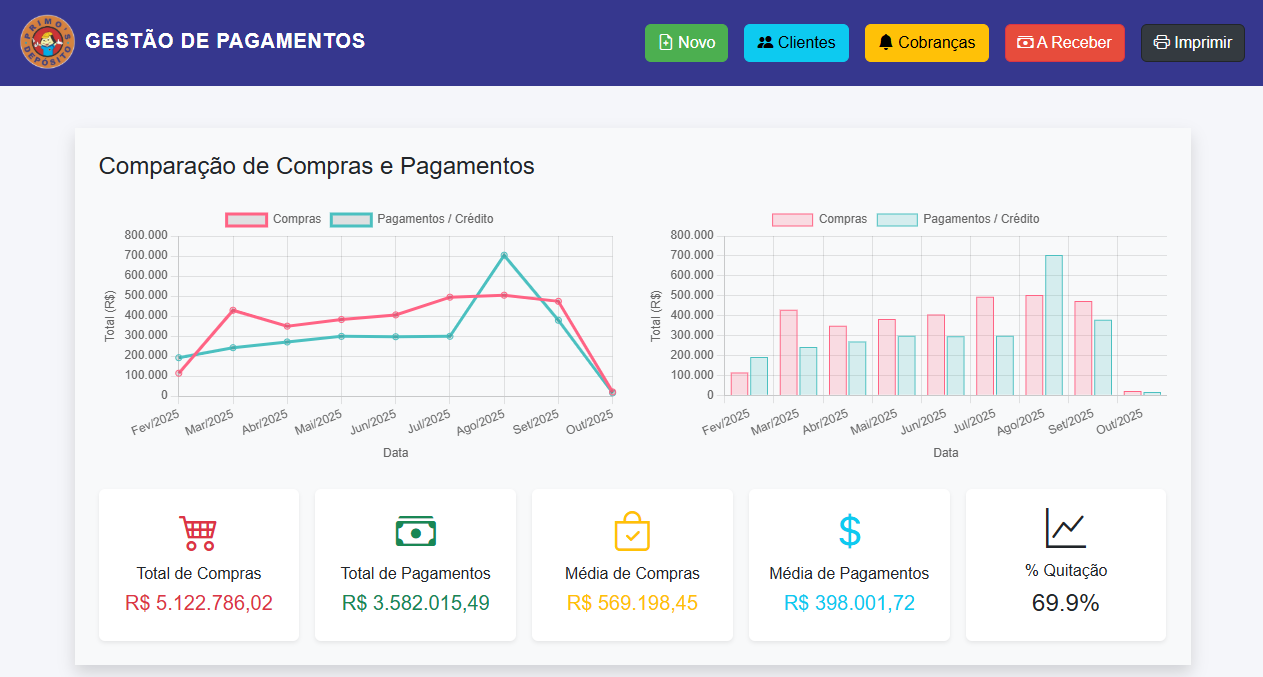 PRIMO'S DEPÓSITO
GESTÃO DE PAGAMENTOS
Novo
Clientes
Cobranças
A Receber
Imprimir
Comparação de Compras e Pagamentos
Compras Pagamentos / Crédito
800.000
700.000
600.000
500.000
400.000
300.000
200.000
100.000
0
Total (R$)
Fev/2025 Mar/2025 Abr/2025 Mai/2025 Jun/2025 Jul/2025 Ago/2025 Set/2025 Out/2025
Data
Compras Pagamentos / Crédito
800.000
700.000
600.000
500.000
400.000
300.000
200.000
100.000
0
Total (R$)
Fev/2025 Mar/2025 Abr/2025 Mai/2025 Jun/2025 Jul/2025 Ago/2025 Set/2025 Out/2025
Data
Total de Compras
R$ 5.122.786,02
Total de Pagamentos
R$ 3.582.015,49
Média de Compras
R$ 569.198,45
$
Média de Pagamentos
R$ 398.001,72
% Quitação
69.9%